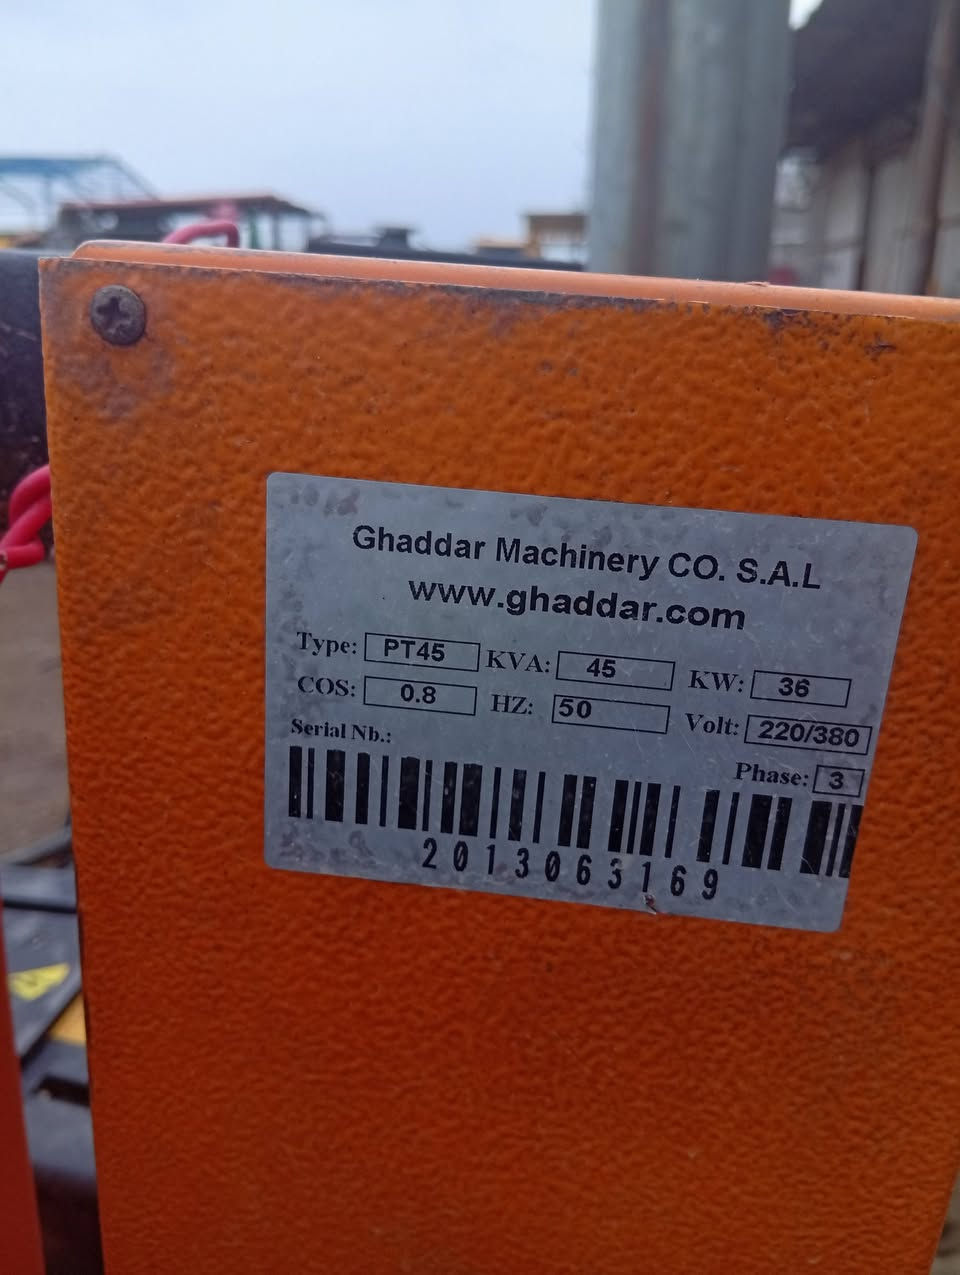 Ghaddar Machinery CO. S.A.L
www.ghaddar.com
Type: PT45 KVA: 45 KW: 36
COS: 0.8 HZ: 50 Volt: 220/380
Serial Nb.: Phase: 3
2013063169